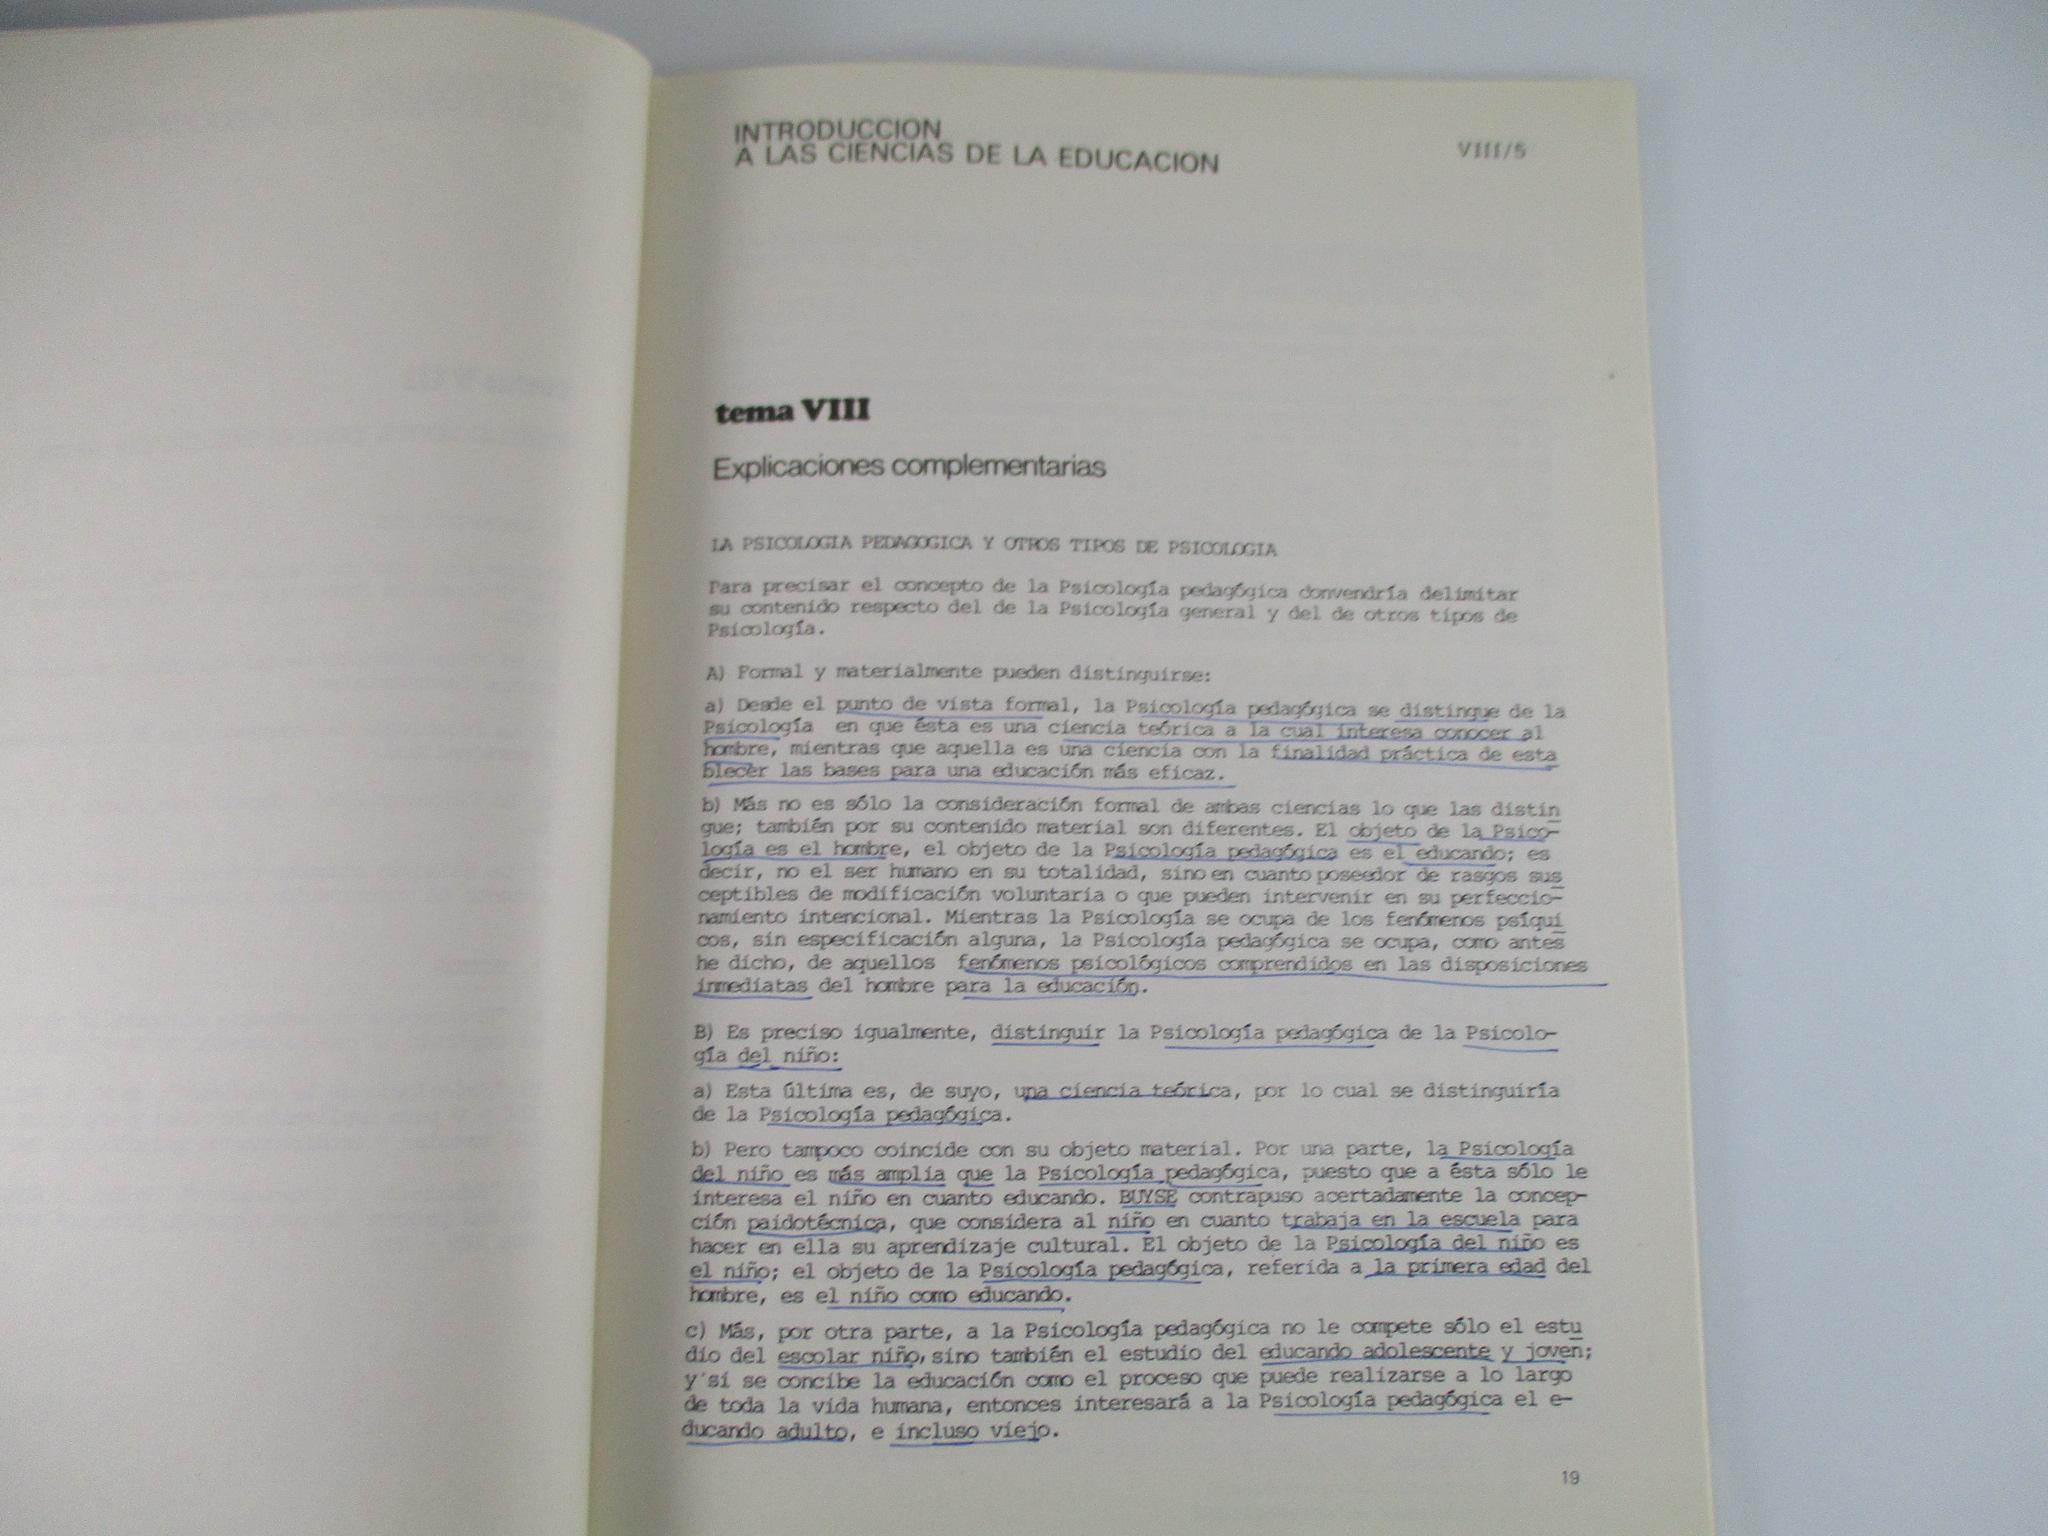 INTRODUCCION
A LAS CIENCIAS DE LA EDUCACION
VIII/5
tema VIII
Explicaciones complementarias
LA PSICOLOGIA PEDAGOGICA Y OTROS TIPOS DE PSICOLOGIA
Para precisar el concepto de la Psicología pedagógica convendría delimitar
su contenido respecto del de la Psicología general y del de otros tipos de
Psicología.
A) Formal y materialmente pueden distinguirse:
a) Desde el punto de vista formal, la Psicología pedagógica se distingue de la
Psicología en que ésta es una ciencia teórica a la cual interesa conocer al
hombre, mientras que aquella es una ciencia con la finalidad práctica de esta
blecer las bases para una educación más eficaz.
b) Más no es sólo la consideración formal de ambas ciencias lo que las distin
gue; también por su contenido material son diferentes. El objeto de la Psico-
logía es el hombre, el objeto de la Psicología pedagógica es el educando; es
decir, no el ser humano en su totalidad, sino en cuanto poseedor de rasgos sus
ceptibles de modificación voluntaria o que pueden intervenir en su perfeccio-
namiento intencional. Mientras la Psicología se ocupa de los fenómenos psíqui
cos, sin especificación alguna, la Psicología pedagógica se ocupa, como antes
he dicho, de aquellos fenómenos psicológicos comprendidos en las disposiciones
inmediatas del hombre para la educación.
B) Es preciso igualmente, distinguir la Psicología pedagógica de la Psicolo-
gía del niño:
a) Esta última es, de suyo, una ciencia teórica, por lo cual se distinguiría
de la Psicología pedagógica.
b) Pero tampoco coincide con su objeto material. Por una parte, la Psicología
del niño es más amplia que la Psicología pedagógica, puesto que a ésta sólo le
interesa el niño en cuanto educando. BUYSE contrapuso acertadamente la concep-
ción paidotécnica, que considera al niño en cuanto trabaja en la escuela para
hacer en ella su aprendizaje cultural. El objeto de la Psicología del niño es
el niño; el objeto de la Psicología pedagógica, referida a la primera edad del
hombre, es el niño como educando.
c) Más, por otra parte, a la Psicología pedagógica no le compete sólo el estu
dio del escolar niño, sino también el estudio del educando adolescente y joven;
y si se concibe la educación como el proceso que puede realizarse a lo largo
de toda la vida humana, entonces interesará a la Psicología pedagógica el e-
ducando adulto, e incluso viejo.
19